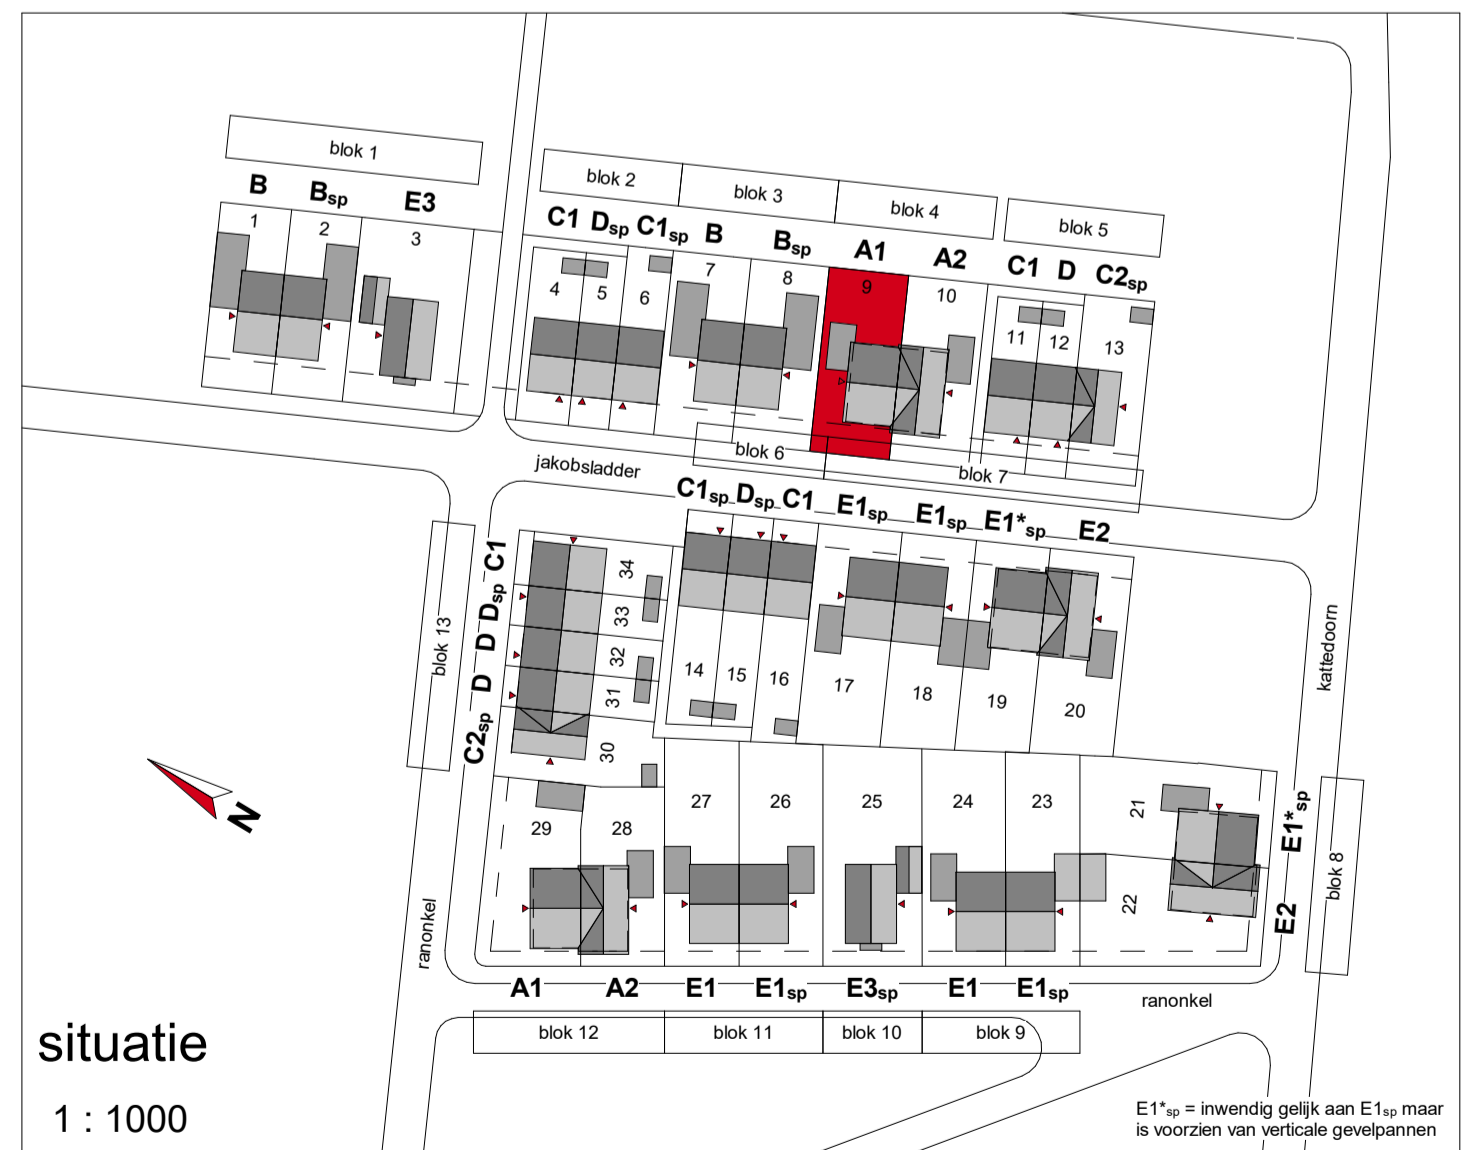 blok 1
B Bsp E3
1 2 3
blok 2 blok 3 blok 4 blok 5
C1 Dsp C1sp B Bsp A1 A2 C1 D C2sp
4 5 6 7 8 9 10 11 12 13
jakobsladder
blok 6 blok 7
C1sp Dsp C1 E1sp E1sp E1*sp E2
14 15 16 17 18 19 20
blok 13
C2sp D D Dsp C1
34
33
32
31
30
kattedoorn
N
29 28 27 26 25 24 23 21
22
E1*sp
E2
blok 8
ranonkel
A1 A2 E1 E1sp E3sp E1 E1sp
ranonkel
blok 12 blok 11 blok 10 blok 9
situatie
1 : 1000
E1*sp = inwendig gelijk aan E1sp maar
is voorzien van verticale gevelpannen